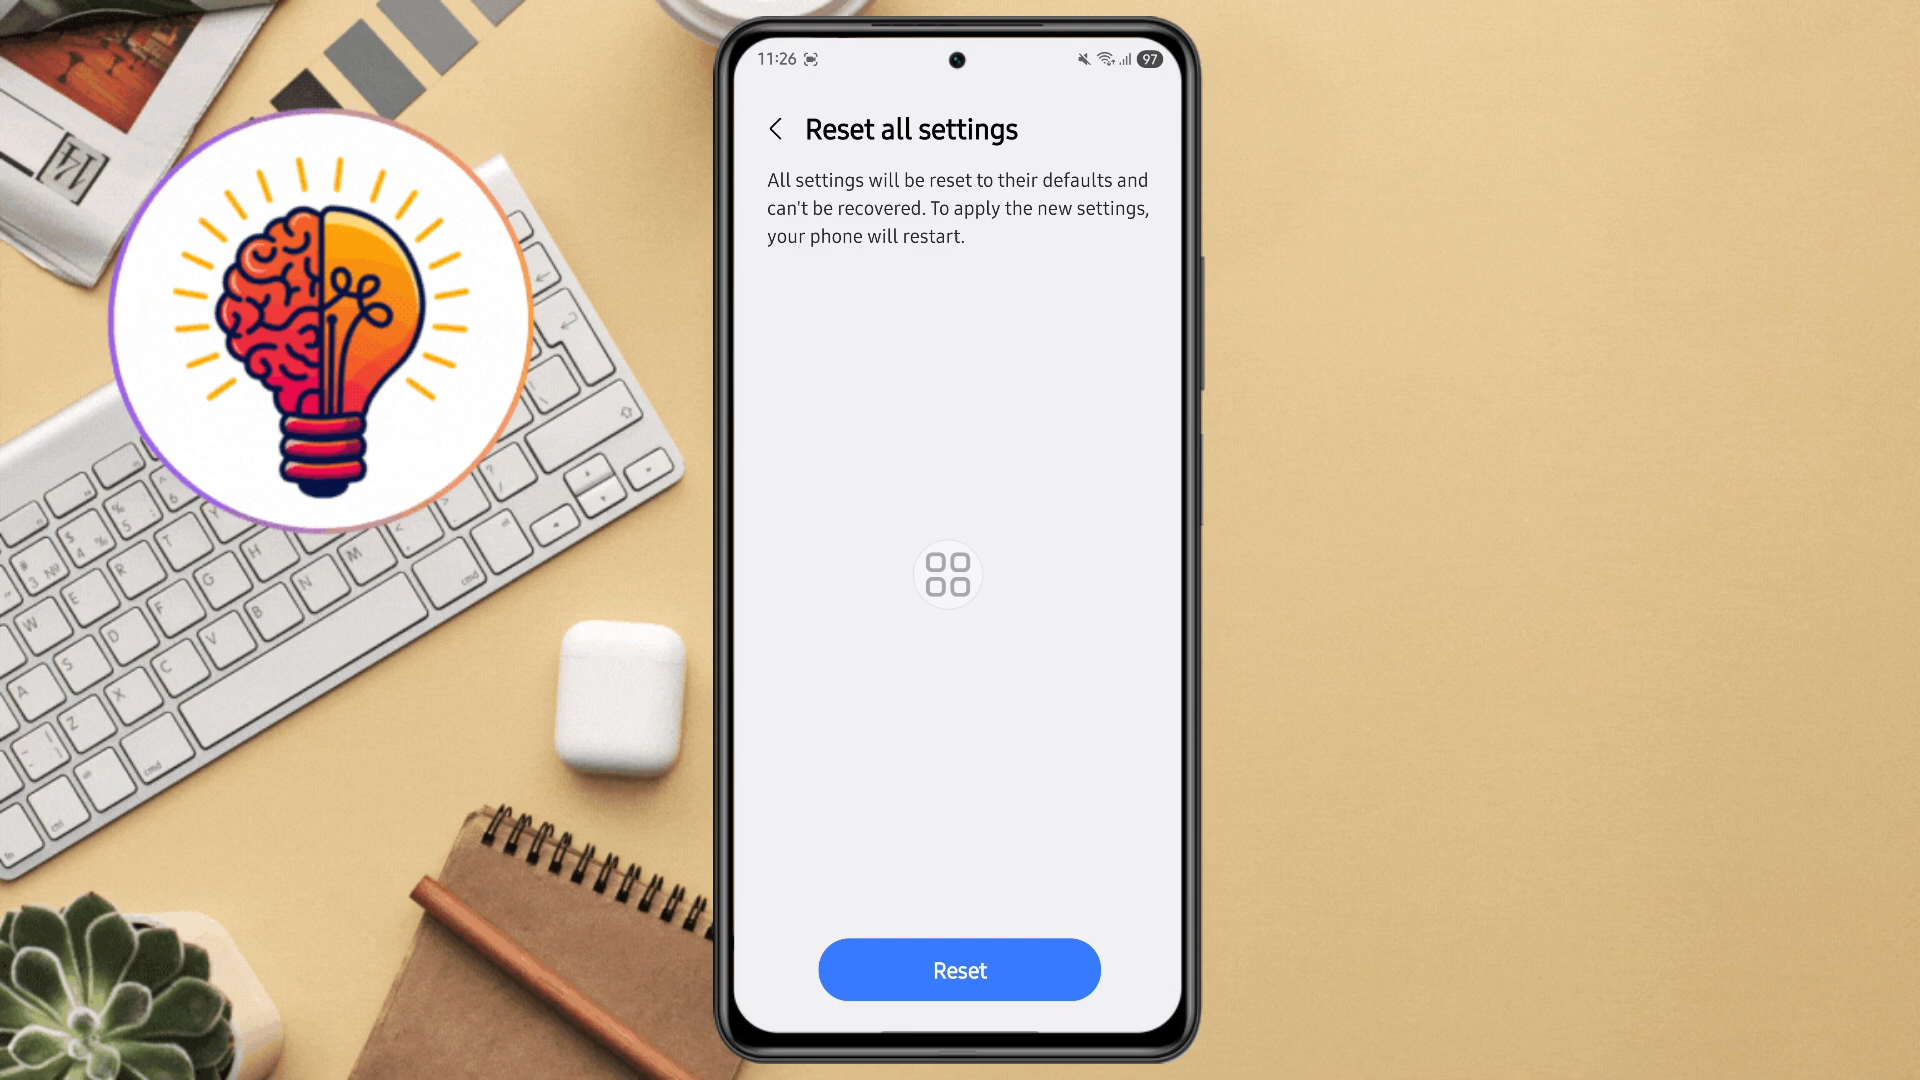 14
11:26
97
Reset all settings
All settings will be reset to their defaults and
can't be recovered. To apply the new settings,
your phone will restart.
Reset